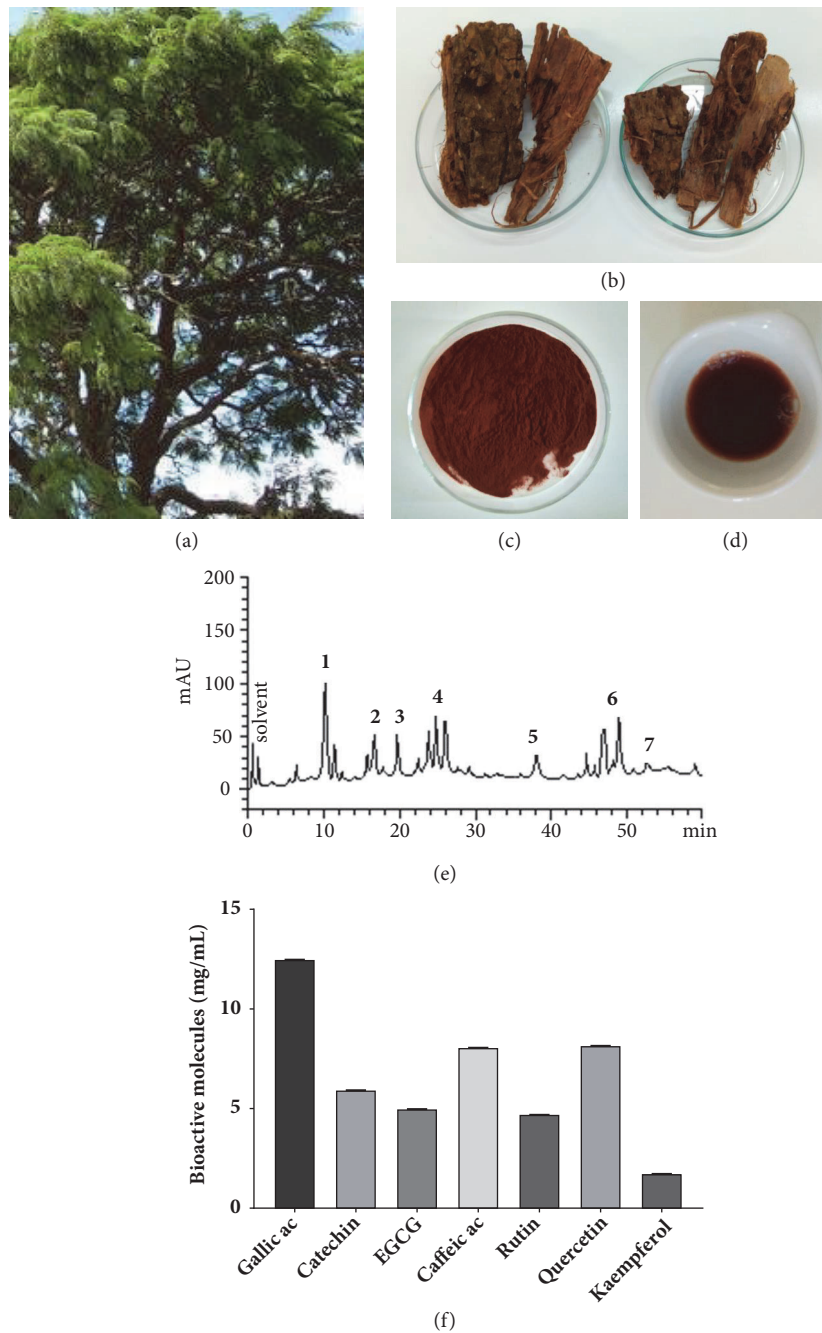 (a)
(b)
(c)
(d)
200
150
100
50
0
mAU
solvent
1
2
3
4
5
6
7
0
10
20
30
40
50
min
(e)
15
10
5
0
Bioactive molecules (mg/mL)
Gallic ac
Catechin
EGCG
Caffeic ac
Rutin
Quercetin
Kaempferol
(f)